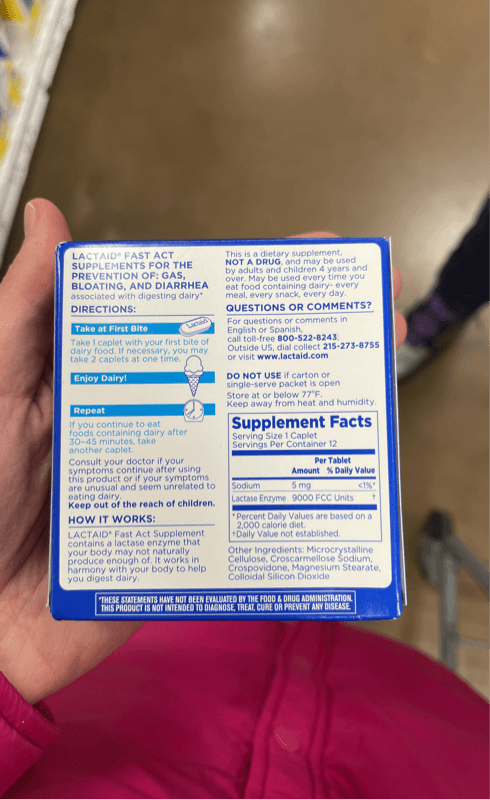 LACTAID® FAST ACT
SUPPLEMENTS FOR THE
PREVENTION OF: GAS,
BLOATING, AND DIARRHEA
associated with digesting dairy*
DIRECTIONS:
Take at First Bite
Lactaid
Take 1 caplet with your first bite of
dairy food. If necessary, you may
take 2 caplets at one time.
Enjoy Dairy!
Repeat
If you continue to eat
foods containing dairy after
30-45 minutes, take
another caplet.
Consult your doctor if your
symptoms continue after using
this product or if your symptoms
are unusual and seem unrelated to
eating dairy.
Keep out of the reach of children.
HOW IT WORKS:
LACTAID® Fast Act Supplement
contains a lactase enzyme that
your body may not naturally
produce enough of. It works in
harmony with your body to help
you digest dairy.
This is a dietary supplement,
NOT A DRUG, and may be used
by adults and children 4 years and
over. May be used every time you
eat food containing dairy- every
meal, every snack, every day.
QUESTIONS OR COMMENTS?
For questions or comments in
English or Spanish,
call toll-free 800-522-8243;
Outside US, dial collect 215-273-8755
or visit www.lactaid.com
DO NOT USE if carton or
single-serve packet is open
Store at or below 77°F.
Keep away from heat and humidity.
Supplement Facts
Serving Size 1 Caplet
Servings Per Container 12
Per Tablet
Amount % Daily Value
Sodium 5 mg <1%*
Lactase Enzyme 9000 FCC Units †
*Percent Daily Values are based on a
2,000 calorie diet.
†Daily Value not established.
Other Ingredients: Microcrystalline
Cellulose, Croscarmellose Sodium,
Crospovidone, Magnesium Stearate,
Colloidal Silicon Dioxide
*THESE STATEMENTS HAVE NOT BEEN EVALUATED BY THE FOOD & DRUG ADMINISTRATION.
THIS PRODUCT IS NOT INTENDED TO DIAGNOSE, TREAT, CURE OR PREVENT ANY DISEASE.